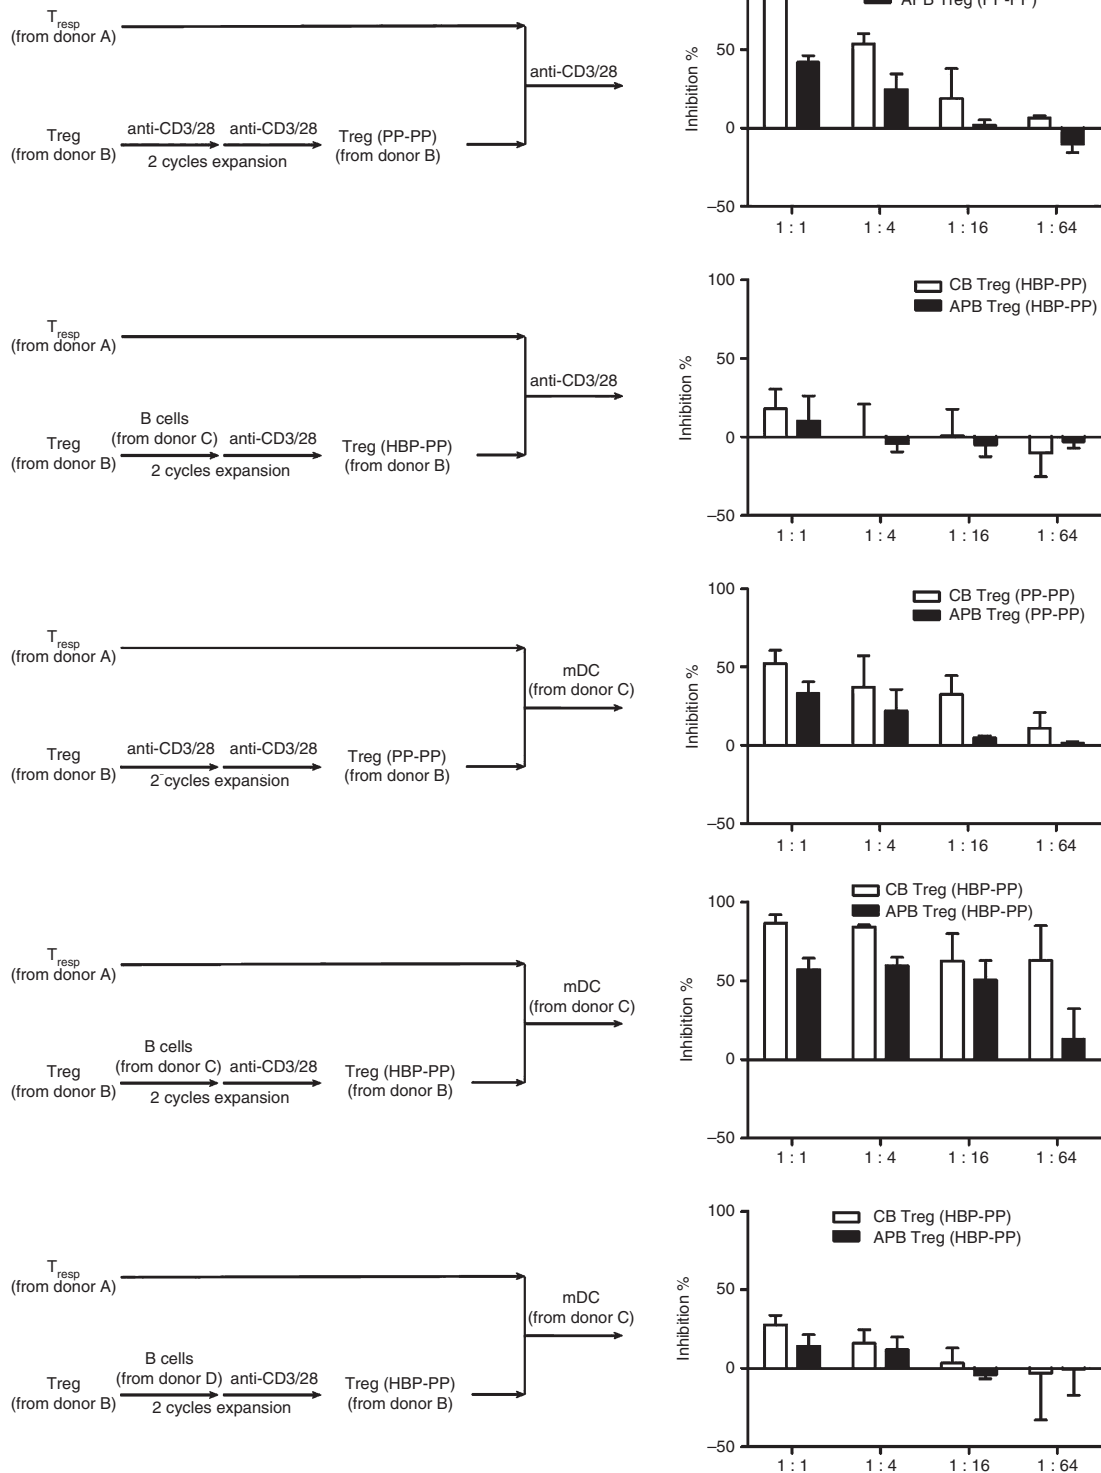 Tresp
(from donor A)
anti-CD3/28
Treg
(from donor B)
anti-CD3/28 anti-CD3/28
2 cycles expansion
Treg (PP-PP)
(from donor B)
APB Treg (PP-PP)
Inhibition %
50
0
–50
1 : 1 1 : 4 1 : 16 1 : 64
Tresp
(from donor A)
anti-CD3/28
B cells
(from donor C) anti-CD3/28
Treg
(from donor B)
2 cycles expansion
Treg (HBP-PP)
(from donor B)
CB Treg (HBP-PP)
APB Treg (HBP-PP)
Inhibition %
100
50
0
–50
1 : 1 1 : 4 1 : 16 1 : 64
Tresp
(from donor A)
mDC
(from donor C)
Treg
(from donor B)
anti-CD3/28 anti-CD3/28
2 cycles expansion
Treg (PP-PP)
(from donor B)
CB Treg (PP-PP)
APB Treg (PP-PP)
Inhibition %
100
50
0
–50
1 : 1 1 : 4 1 : 16 1 : 64
Tresp
(from donor A)
mDC
(from donor C)
B cells
(from donor C) anti-CD3/28
Treg
(from donor B)
2 cycles expansion
Treg (HBP-PP)
(from donor B)
CB Treg (HBP-PP)
APB Treg (HBP-PP)
Inhibition %
100
50
0
–50
1 : 1 1 : 4 1 : 16 1 : 64
Tresp
(from donor A)
mDC
(from donor C)
B cells
(from donor D) anti-CD3/28
Treg
(from donor B)
2 cycles expansion
Treg (HBP-PP)
(from donor B)
CB Treg (HBP-PP)
APB Treg (HBP-PP)
Inhibition %
100
50
0
–50
1 : 1 1 : 4 1 : 16 1 : 64